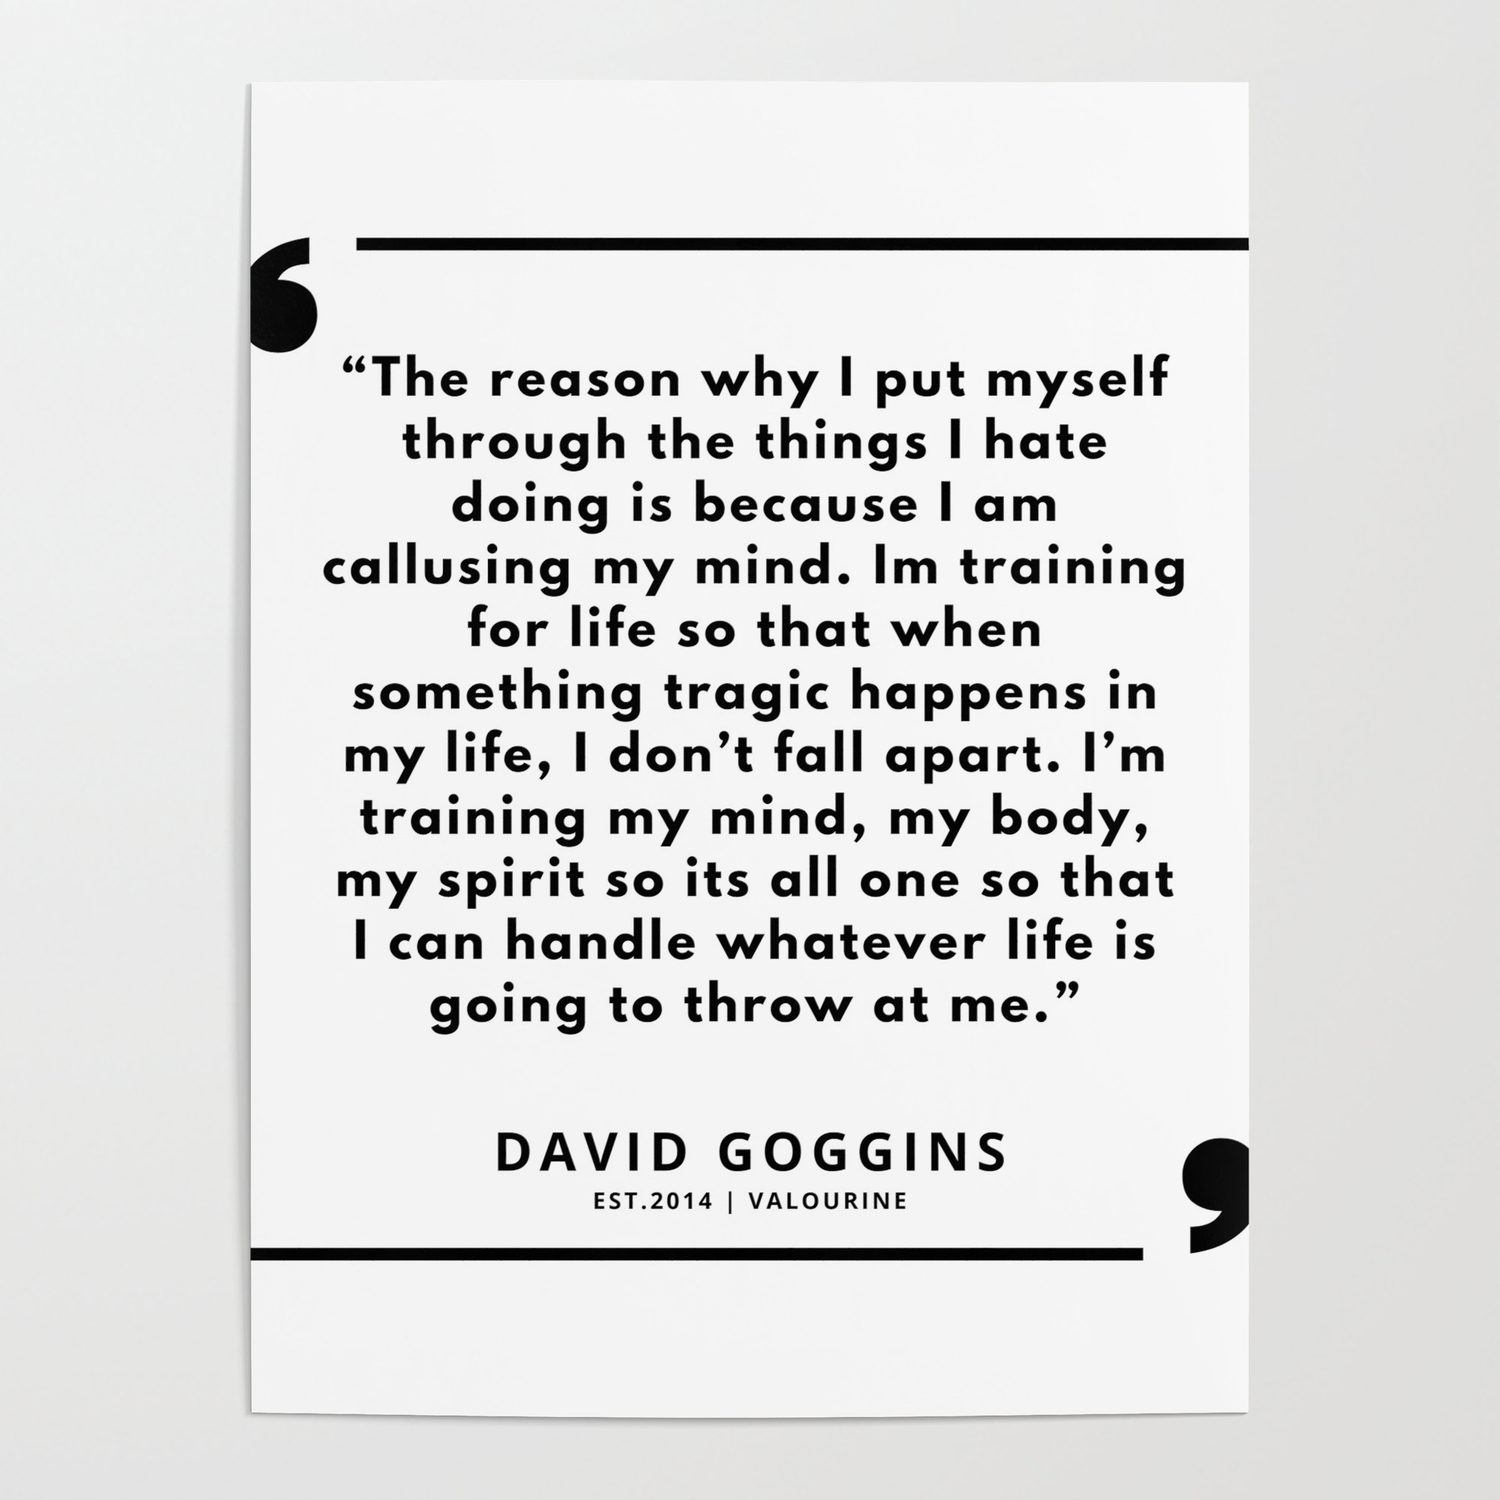 “The reason why I put myself
through the things I hate
doing is because I am
callusing my mind. Im training
for life so that when
something tragic happens in
my life, I don’t fall apart. I’m
training my mind, my body,
my spirit so its all one so that
I can handle whatever life is
going to throw at me.”
DAVID GOGGINS
EST.2014 | VALOURINE